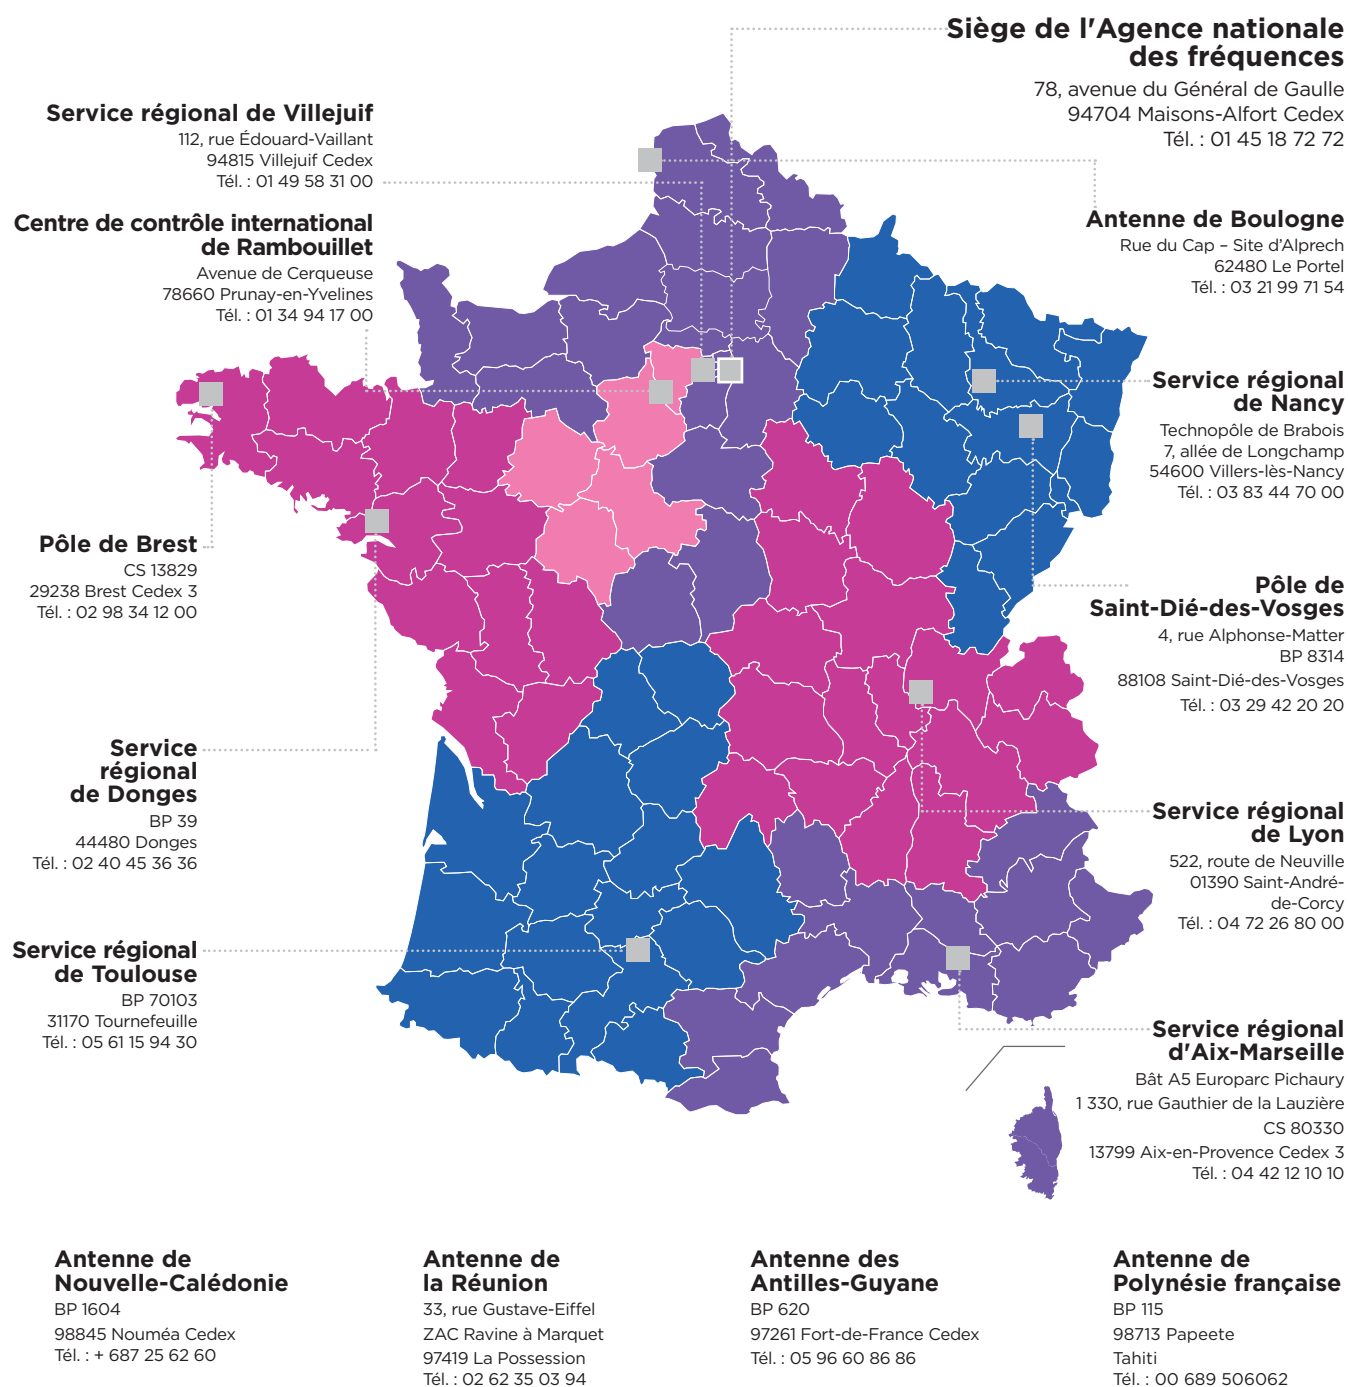 Siège de l'Agence nationale
des fréquences
78, avenue du Général de Gaulle
94704 Maisons-Alfort Cedex
Tél. : 01 45 18 72 72
Service régional de Villejuif
112, rue Édouard-Vaillant
94815 Villejuif Cedex
Tél. : 01 49 58 31 00
Centre de contrôle international
de Rambouillet
Avenue de Cerqueuse
78660 Prunay-en-Yvelines
Tél. : 01 34 94 17 00
Antenne de Boulogne
Rue du Cap – Site d'Alprech
62480 Le Portel
Tél. : 03 21 99 71 54
Service régional
de Nancy
Technopôle de Brabois
7, allée de Longchamp
54600 Villers-lès-Nancy
Tél. : 03 83 44 70 00
Pôle de Brest
CS 13829
29238 Brest Cedex 3
Tél. : 02 98 34 12 00
Pôle de
Saint-Dié-des-Vosges
4, rue Alphonse-Matter
BP 8314
88108 Saint-Dié-des-Vosges
Tél. : 03 29 42 20 20
Service
régional
de Donges
BP 39
44480 Donges
Tél. : 02 40 45 36 36
Service régional
de Lyon
522, route de Neuville
01390 Saint-André-
de-Corcy
Tél. : 04 72 26 80 00
Service régional
de Toulouse
BP 70103
31170 Tournefeuille
Tél. : 05 61 15 94 30
Service régional
d'Aix-Marseille
Bât A5 Europarc Pichaury
1 330, rue Gauthier de la Lauzière
CS 80330
13799 Aix-en-Provence Cedex 3
Tél. : 04 42 12 10 10
Antenne de
Nouvelle-Calédonie
BP 1604
98845 Nouméa Cedex
Tél. : + 687 25 62 60
Antenne de
la Réunion
33, rue Gustave-Eiffel
ZAC Ravine à Marquet
97419 La Possession
Tél. : 02 62 35 03 94
Antenne des
Antilles-Guyane
BP 620
97261 Fort-de-France Cedex
Tél. : 05 96 60 86 86
Antenne de
Polynésie française
BP 115
98713 Papeete
Tahiti
Tél. : 00 689 506062